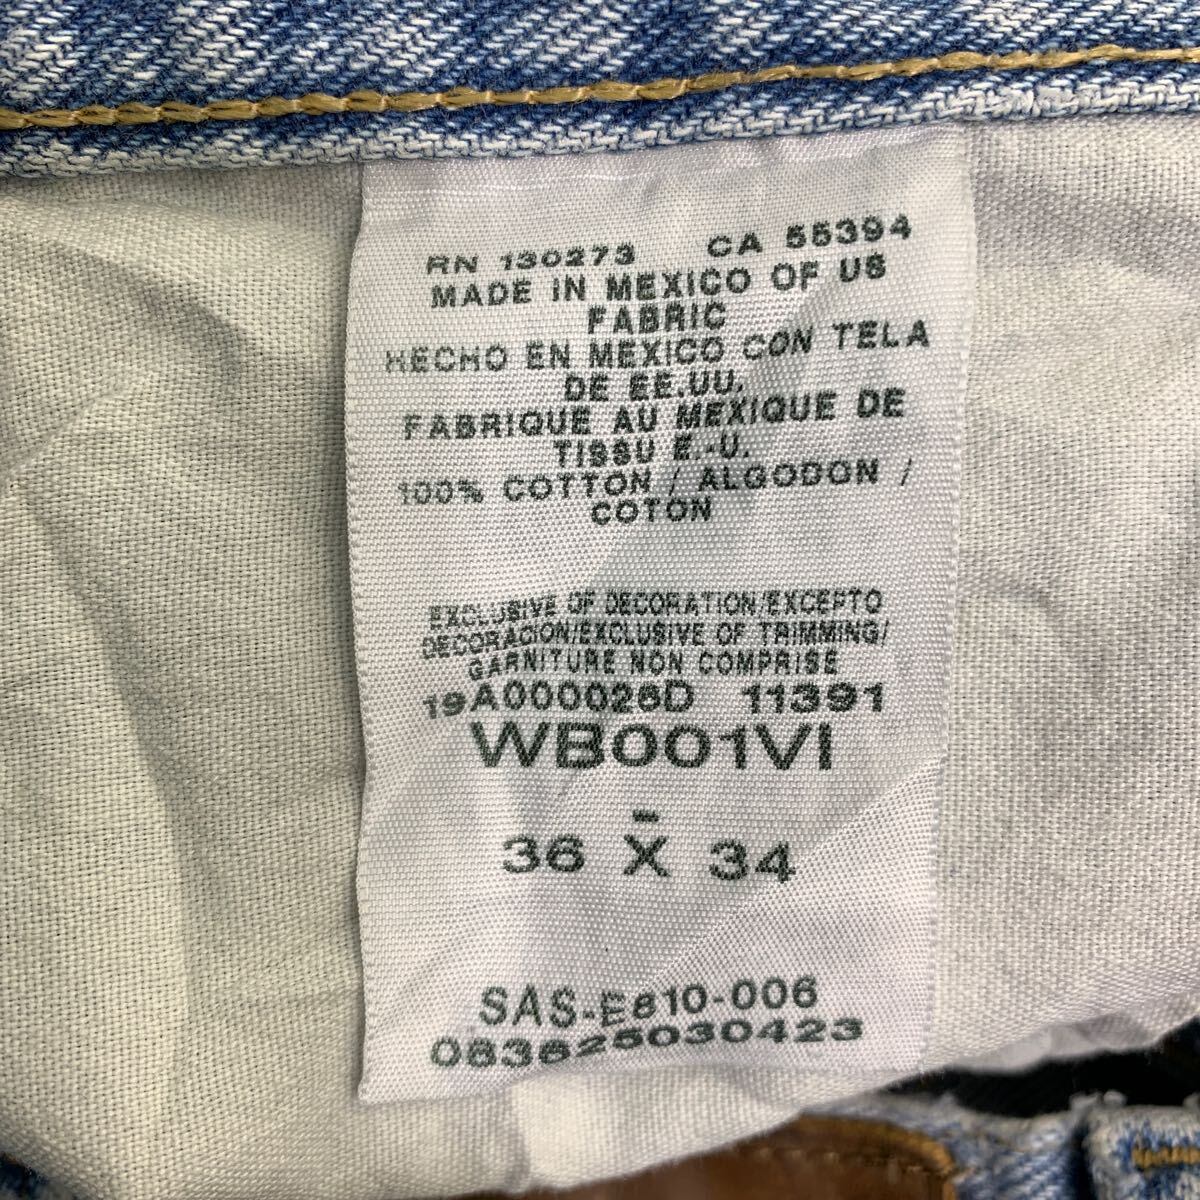 RN 130273 CA 55394
MADE IN MEXICO OF US
FABRIC
HECHO EN MEXICO CON TELA
DE EE.UU.
FABRIQUE AU MEXIQUE DE
TISSU E.-U.
100% COTTON / ALGODON /
COTON
EXCLUSIVE OF DECORATION/EXCEPTO
DECORACION/EXCLUSIVE OF TRIMMING/
GARNITURE NON COMPRISE
19A000026D 11391
WB001VI
-
36 X 34
SAS-E810-006
083625030423